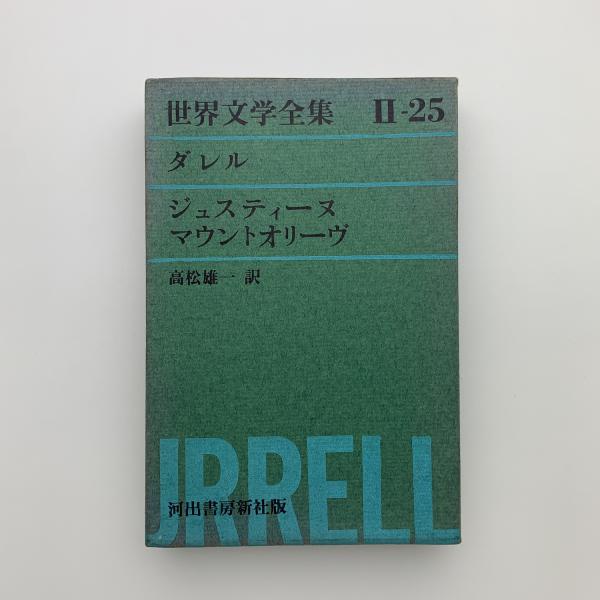 世界文学全集 II-25
ダレル
ジュスティーヌ
マウントオリーヴ
高松雄一 訳
URRELL
河出書房新社版